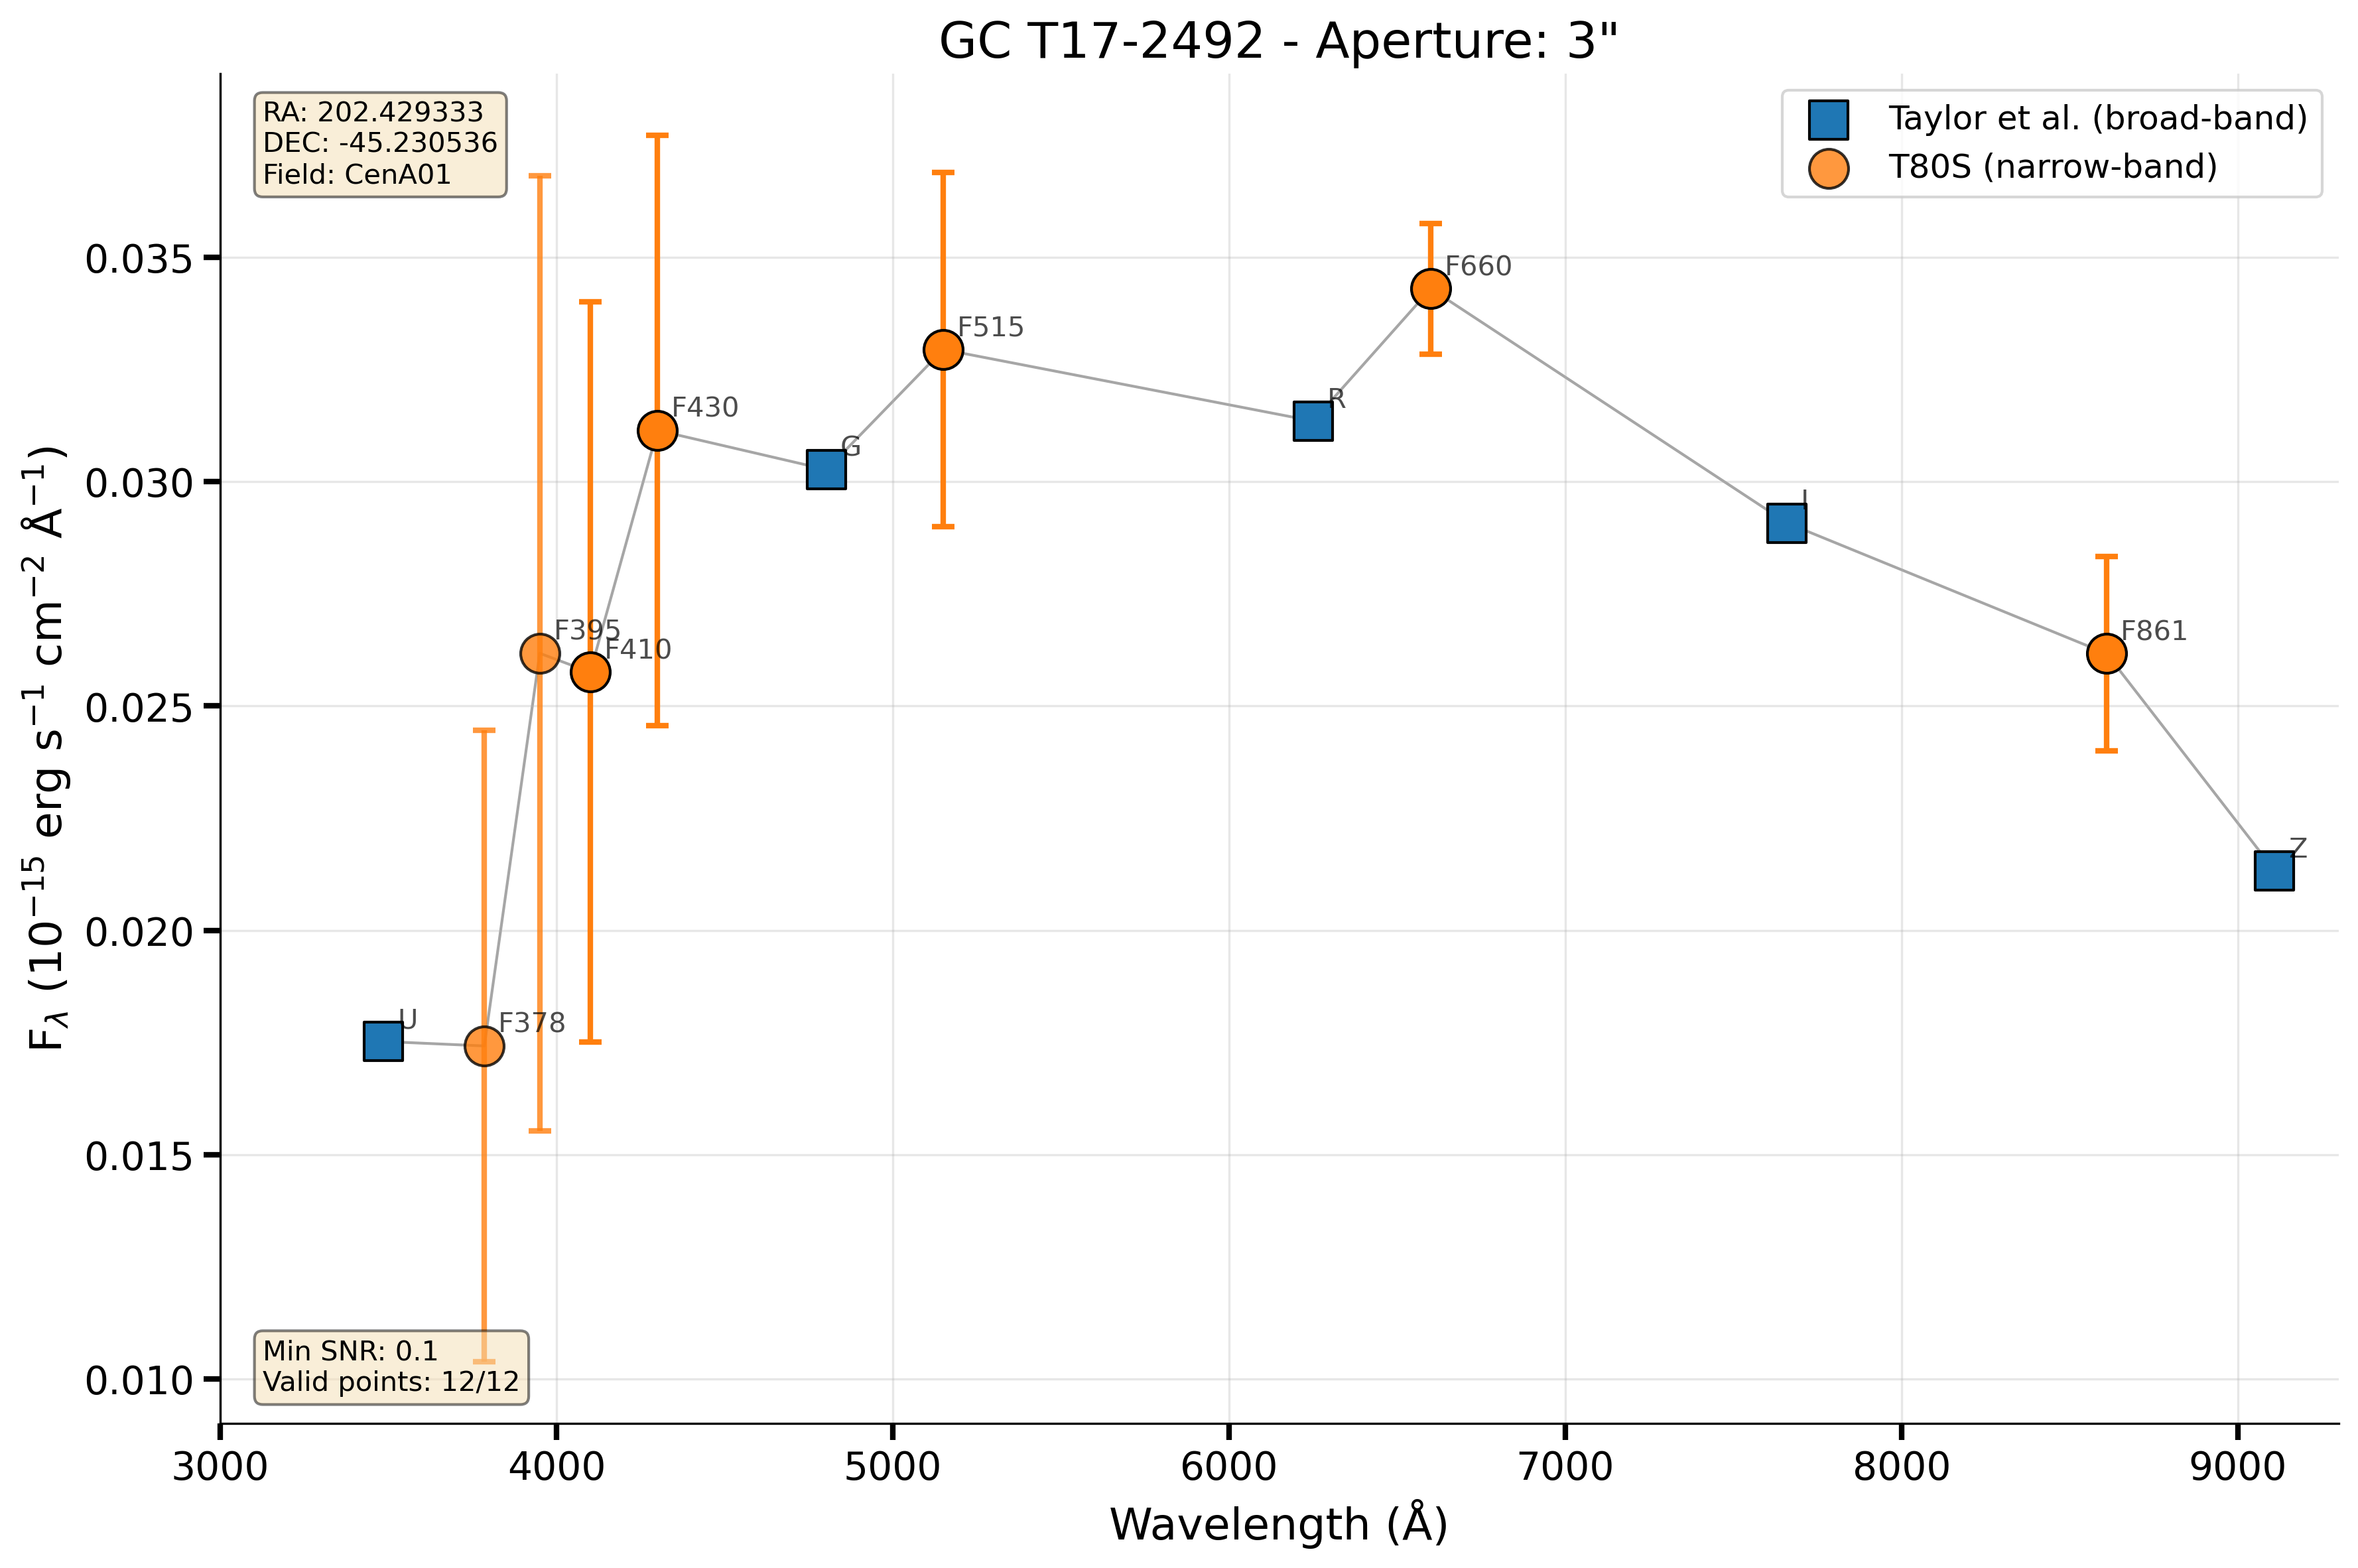 GC T17-2492 - Aperture: 3"
RA: 202.429333
DEC: -45.230536
Field: CenA01
Taylor et al. (broad-band)
T80S (narrow-band)
F660
F515
R
F430
G
I
F395
F410
F861
Z
U
F378
Min SNR: 0.1
Valid points: 12/12
0.035
0.030
0.025
0.020
0.015
0.010
F_λ (10⁻¹⁵ erg s⁻¹ cm⁻² Å⁻¹)
3000 4000 5000 6000 7000 8000 9000
Wavelength (Å)